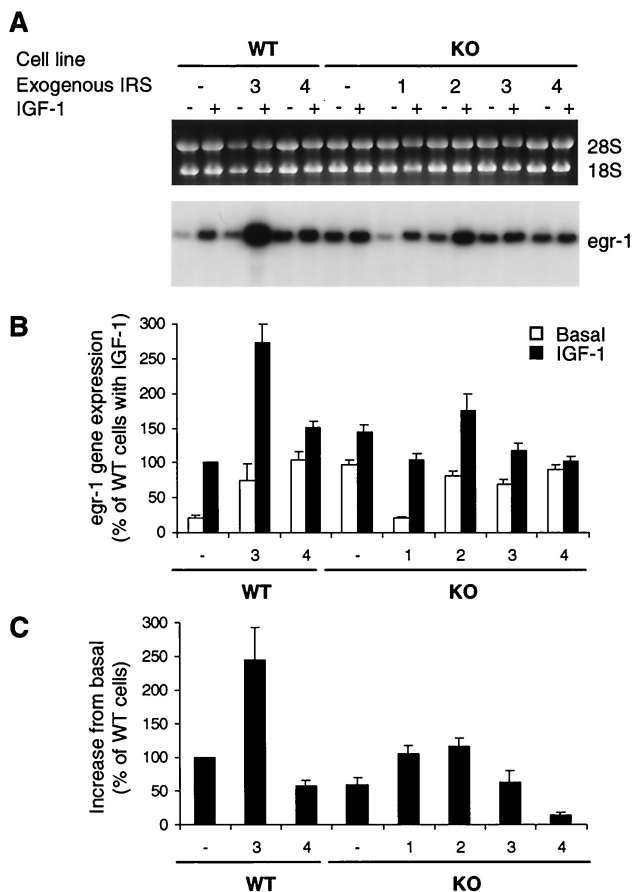 A
Cell line WT KO
Exogenous IRS - 3 4 - 1 2 3 4
IGF-1 - + - + - + - + - + - + - + - +
28S
18S
egr-1
B
egr-1 gene expression
(% of WT cells with IGF-1)
300
250
200
150
100
50
0
Basal
IGF-1
- 3 4 - 1 2 3 4
WT KO
C
Increase from basal
(% of WT cells)
300
250
200
150
100
50
0
- 3 4 - 1 2 3 4
WT KO